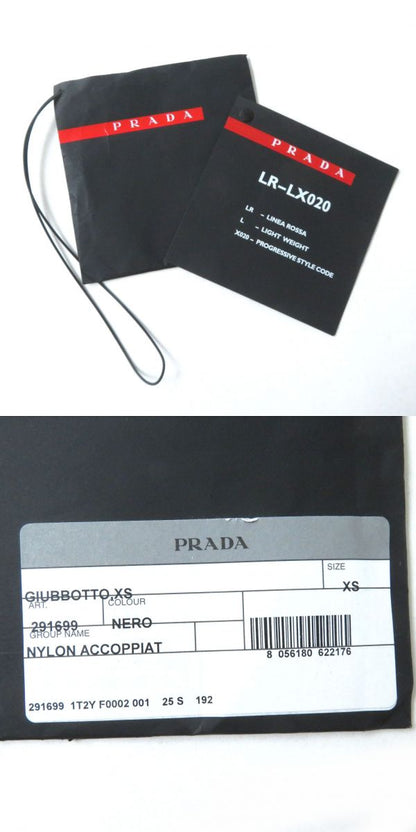 PRADA
PRADA
LR-LX020
LR - LINEA ROSSA
L - LIGHT WEIGHT
X020 - PROGRESSIVE STYLE CODE
PRADA
SIZE
GIUBBOTTO,XS
XS
ART.
COLOUR
291699
NERO
GROUP NAME
NYLON ACCOPPIAT
8 056180 622176
291699 1T2Y F0002 001 25 S 192